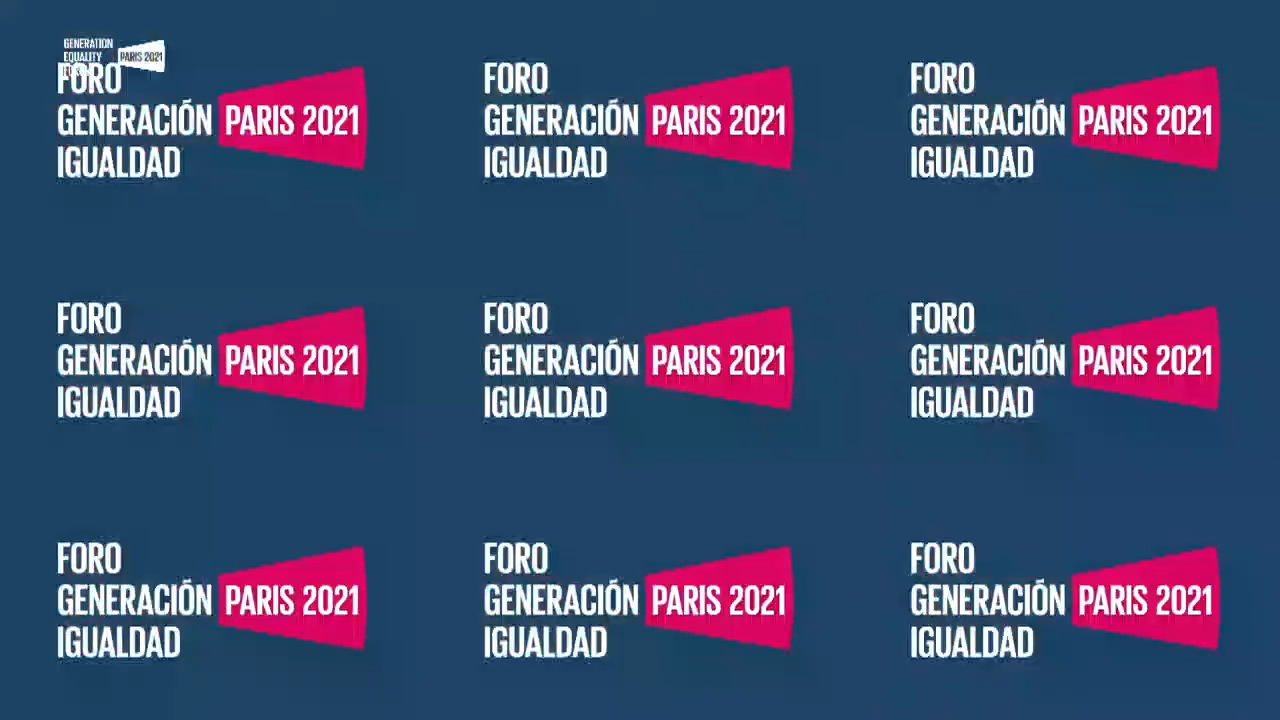 GENERATION
EQUALITY
PARIS 2021
FORO
GENERACIÓN
IGUALDAD
PARIS 2021
FORO
GENERACIÓN
IGUALDAD
PARIS 2021
FORO
GENERACIÓN
IGUALDAD
PARIS 2021
FORO
GENERACIÓN
IGUALDAD
PARIS 2021
FORO
GENERACIÓN
IGUALDAD
PARIS 2021
FORO
GENERACIÓN
IGUALDAD
PARIS 2021
FORO
GENERACIÓN
IGUALDAD
PARIS 2021
FORO
GENERACIÓN
IGUALDAD
PARIS 2021
FORO
GENERACIÓN
IGUALDAD
PARIS 2021